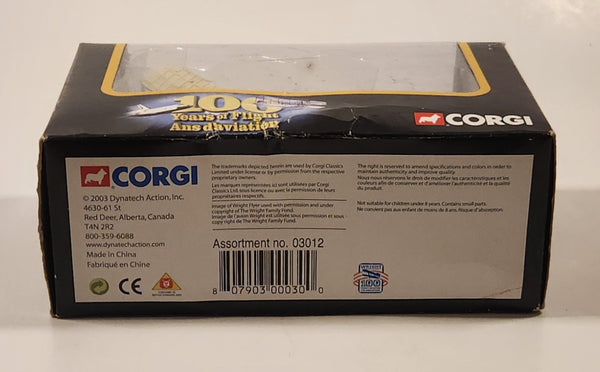 100
Years of Flight
Ans d'aviation
CORGI
CORGI
© 2003 Dynatech Action, Inc.
4630-61 St
Red Deer, Alberta, Canada
T4N 2R2
800-359-6088
www.dynatechaction.com
Made in China
Fabriqué en Chine
CE
The trademarks depicted herein are used by Corgi Classics
Limited under license or by permission from the respective
proprietary owners.
Les marques représentées ici sont utilisées par Corgi
Classics Ltd sous licence ou avec la permission de leurs
propriétaires respectifs.
Image of Wright Flyer used with permission and under
copyright of The Wright Family Fund.
Image de l'avion Wright est utilisée sous permission et sous -
copyright de The Wright Family Fund.
Assortment no. 03012
8 07903 00030 0
The right is reserved to amend specifications and colors in order to
maintain authenticity and improve quality.
Nous nous réservons le droit de modifier les caractéristiques et les
couleurs afin de conserver et d'améliorer l'authenticité et la qualité
du produit.
Not suitable for children under 8 years. Contains small parts.
Ne convient pas aux enfant de moins de 8 ans. Risque d'absorption.
WRIGHT
100